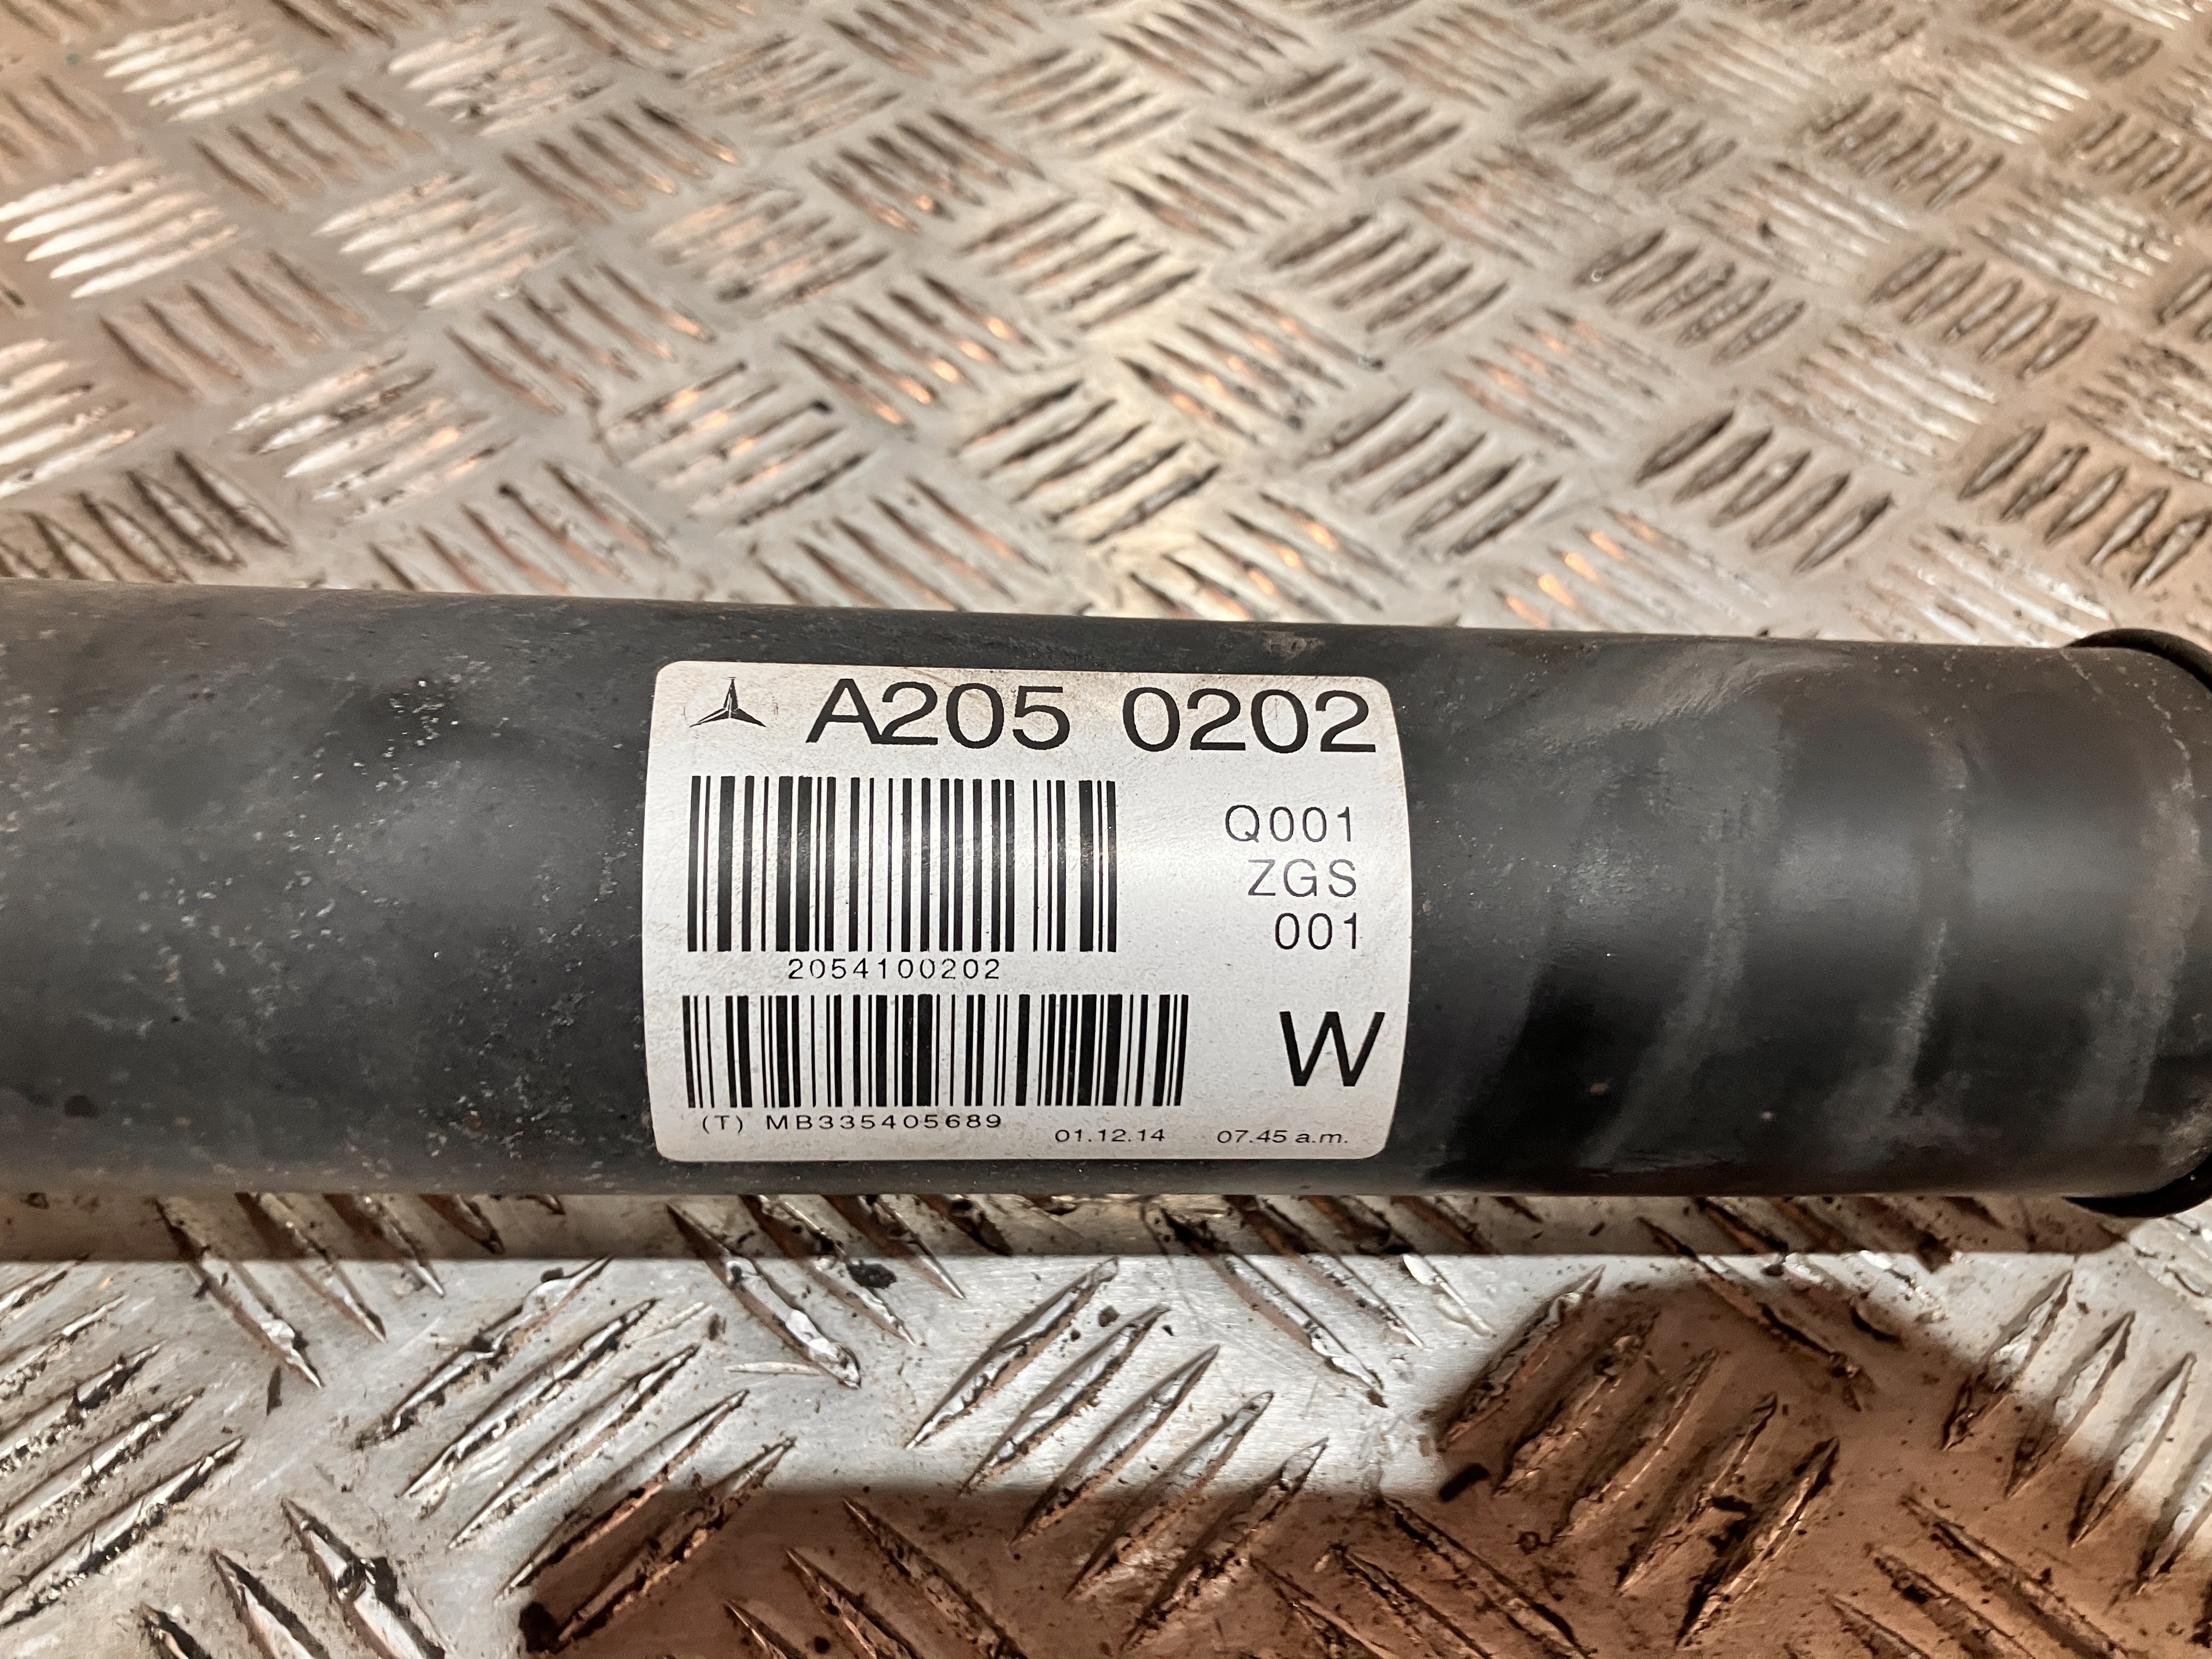 A205 0202
Q001
ZGS
001
2054100202
W
(T) MB335405689
01.12.14 07.45 a.m.